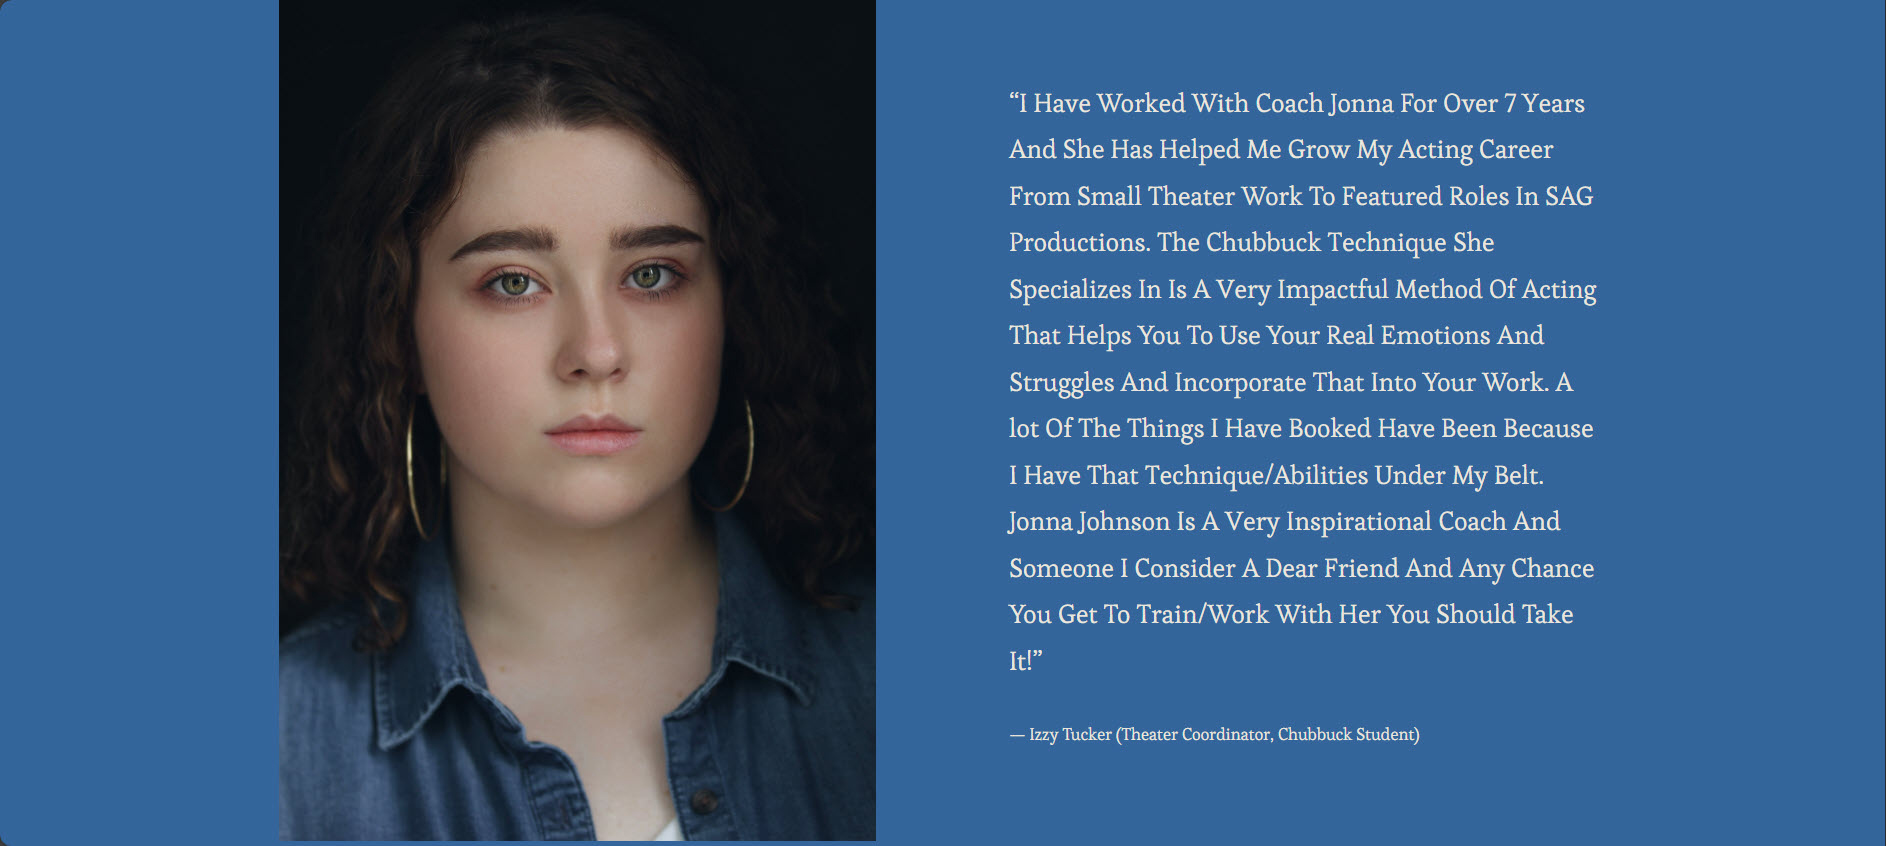 “I Have Worked With Coach Jonna For Over 7 Years
And She Has Helped Me Grow My Acting Career
From Small Theater Work To Featured Roles In SAG
Productions. The Chubbuck Technique She
Specializes In Is A Very Impactful Method Of Acting
That Helps You To Use Your Real Emotions And
Struggles And Incorporate That Into Your Work. A
lot Of The Things I Have Booked Have Been Because
I Have That Technique/Abilities Under My Belt.
Jonna Johnson Is A Very Inspirational Coach And
Someone I Consider A Dear Friend And Any Chance
You Get To Train/Work With Her You Should Take
It!”
— Izzy Tucker (Theater Coordinator, Chubbuck Student)